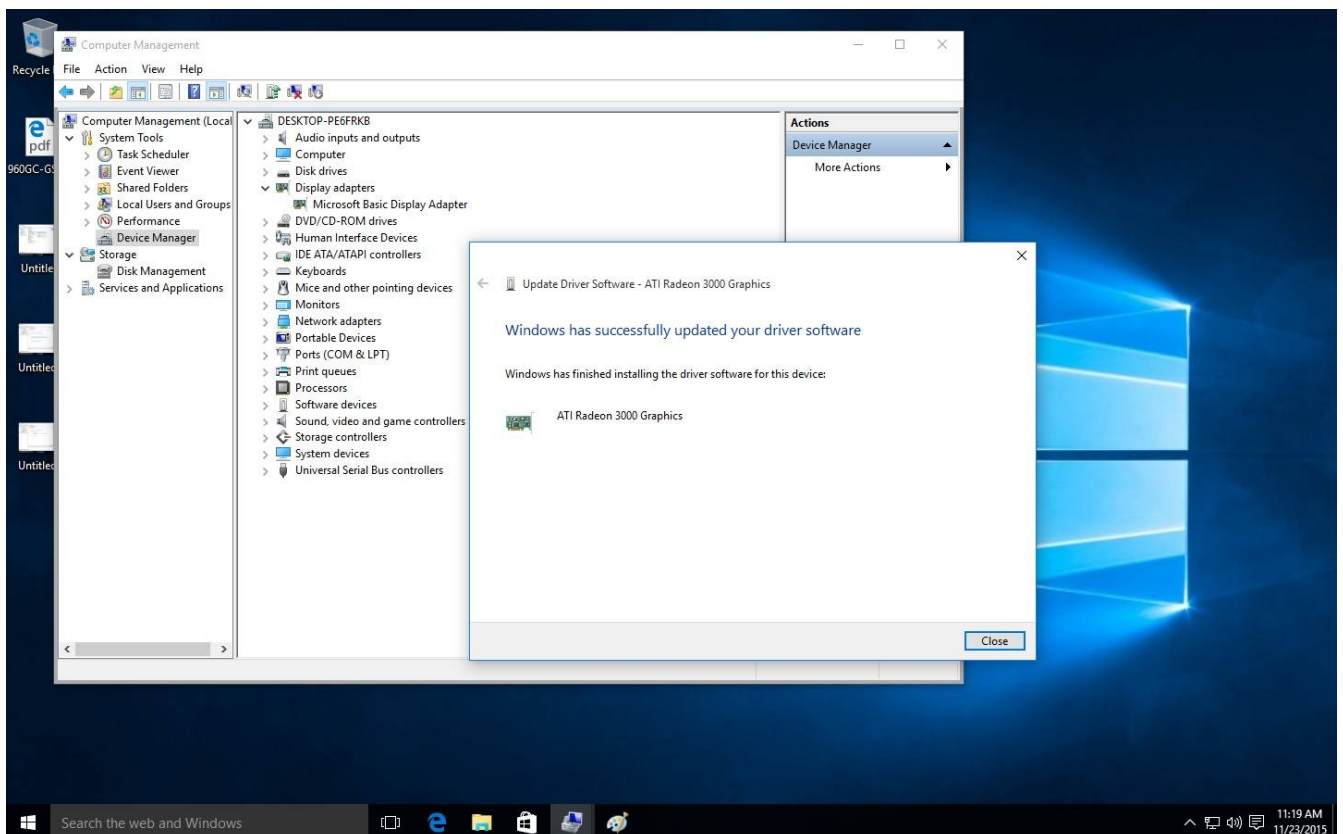 Recycle
pdf
960GC-GS
Untitle
Untitled
Untitled
Computer Management
File Action View Help
Computer Management (Local
System Tools
Task Scheduler
Event Viewer
Shared Folders
Local Users and Groups
Performance
Device Manager
Storage
Disk Management
Services and Applications
DESKTOP-PE6FRKB
Audio inputs and outputs
Computer
Disk drives
Display adapters
Microsoft Basic Display Adapter
DVD/CD-ROM drives
Human Interface Devices
IDE ATA/ATAPI controllers
Keyboards
Mice and other pointing devices
Monitors
Network adapters
Portable Devices
Ports (COM & LPT)
Print queues
Processors
Software devices
Sound, video and game controllers
Storage controllers
System devices
Universal Serial Bus controllers
Actions
Device Manager
More Actions
Update Driver Software - ATI Radeon 3000 Graphics
Windows has successfully updated your driver software
Windows has finished installing the driver software for this device:
ATI Radeon 3000 Graphics
Close
Search the web and Windows
11:19 AM
11/23/2015